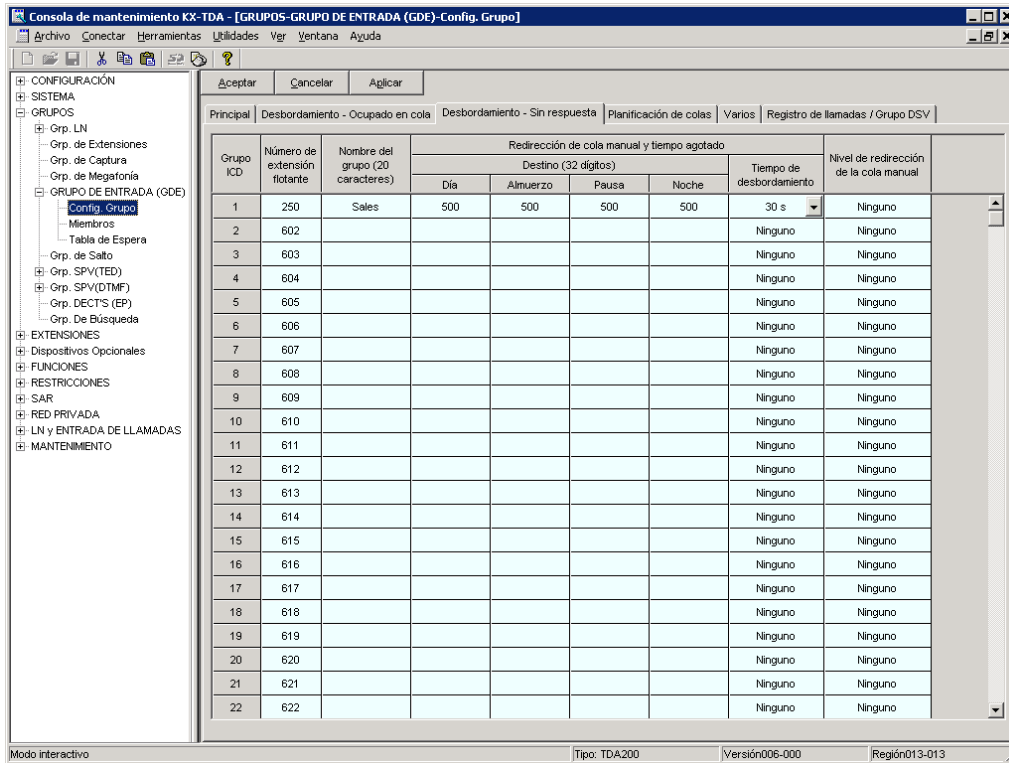 Consola de mantenimiento KX-TDA - [GRUPOS-GRUPO DE ENTRADA (GDE)-Config. Grupo]
Archivo Conectar Herramientas Utilidades Ver Ventana Ayuda
CONFIGURACIÓN
SISTEMA
GRUPOS
Grp. LN
Grp. de Extensiones
Grp. de Captura
Grp. de Megafonía
GRUPO DE ENTRADA (GDE)
Config. Grupo
Miembros
Tabla de Espera
Grp. de Salto
Grp. SPV(TED)
Grp. SPV(DTMF)
Grp. DECT'S (EP)
Grp. De Búsqueda
EXTENSIONES
Dispositivos Opcionales
FUNCIONES
RESTRICCIONES
SAR
RED PRIVADA
LN y ENTRADA DE LLAMADAS
MANTENIMIENTO
Aceptar Cancelar Aplicar
Principal Desbordamiento - Ocupado en cola Desbordamiento - Sin respuesta Planificación de colas Varios Registro de llamadas / Grupo DSV
Grupo ICD
Número de extensión flotante
Nombre del grupo (20 caracteres)
Redirección de cola manual y tiempo agotado
Destino (32 dígitos)
Día Almuerzo Pausa Noche
Tiempo de desbordamiento
Nivel de redirección de la cola manual
1 250 Sales 500 500 500 500 30 s Ninguno
2 602 Ninguno Ninguno
3 603 Ninguno Ninguno
4 604 Ninguno Ninguno
5 605 Ninguno Ninguno
6 606 Ninguno Ninguno
7 607 Ninguno Ninguno
8 608 Ninguno Ninguno
9 609 Ninguno Ninguno
10 610 Ninguno Ninguno
11 611 Ninguno Ninguno
12 612 Ninguno Ninguno
13 613 Ninguno Ninguno
14 614 Ninguno Ninguno
15 615 Ninguno Ninguno
16 616 Ninguno Ninguno
17 617 Ninguno Ninguno
18 618 Ninguno Ninguno
19 619 Ninguno Ninguno
20 620 Ninguno Ninguno
21 621 Ninguno Ninguno
22 622 Ninguno Ninguno
Modo interactivo Tipo: TDA200 Versión006-000 Región013-013